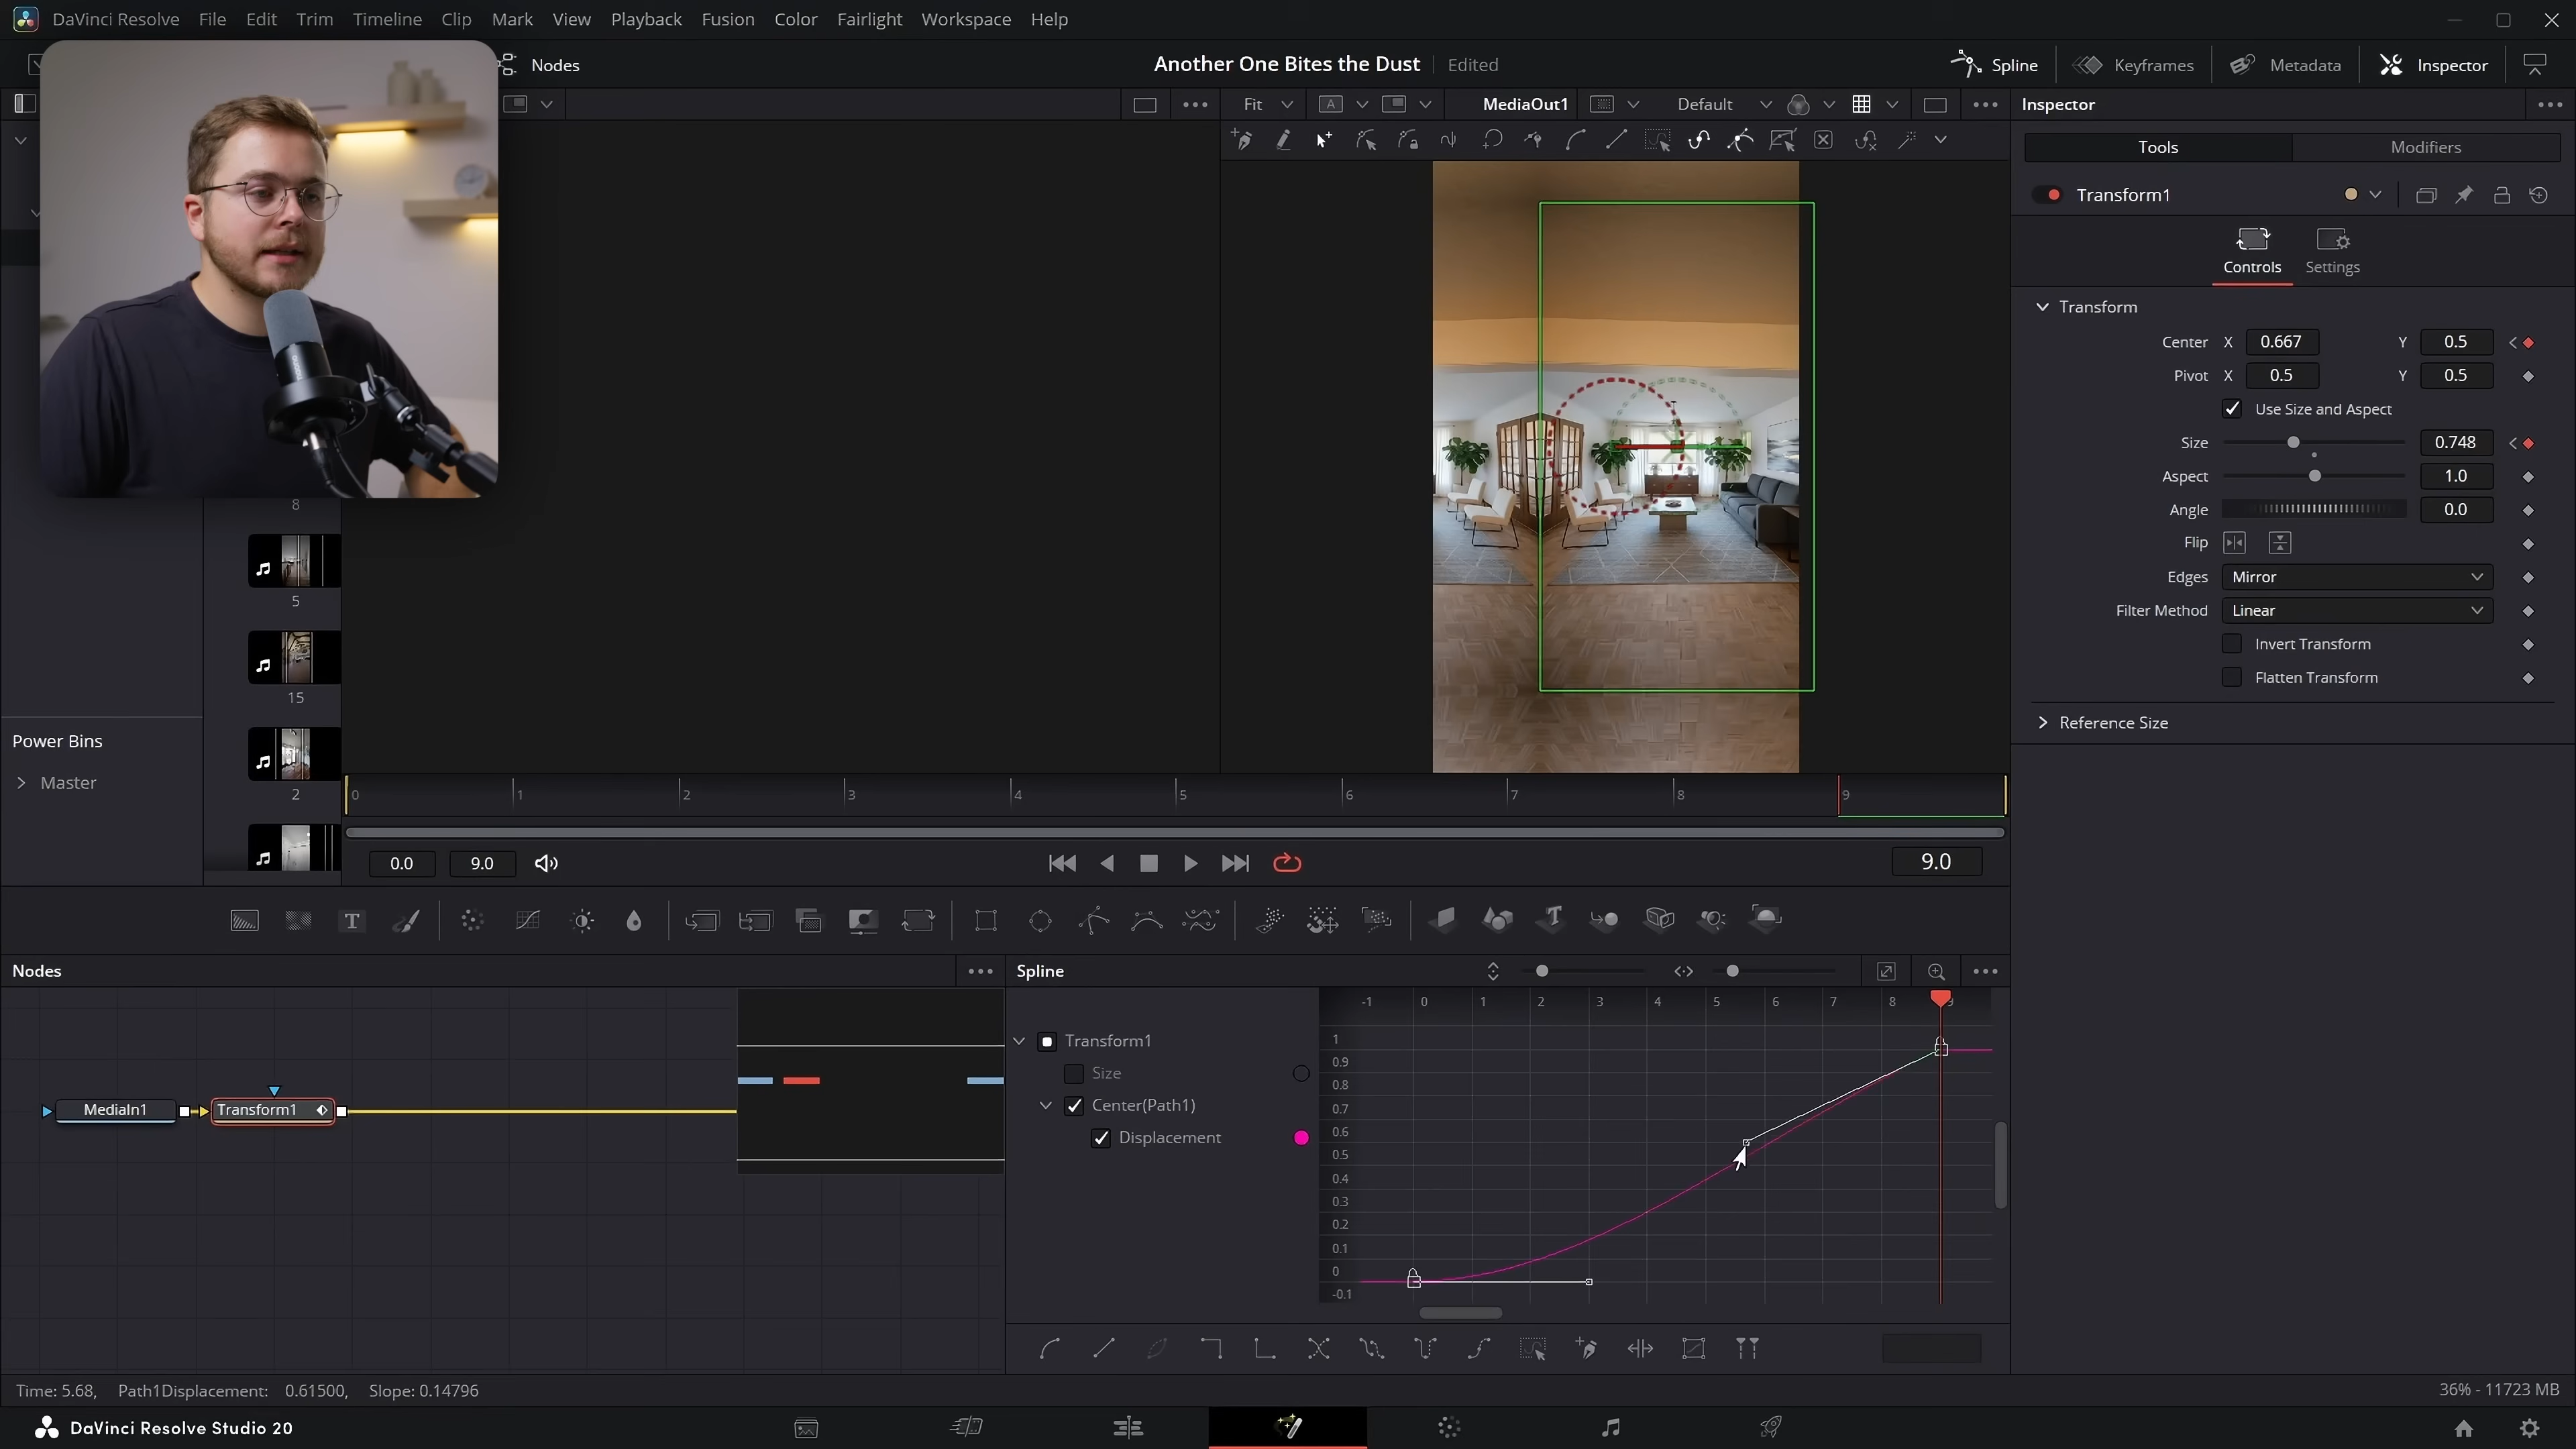 DaVinci Resolve File Edit Trim Timeline Clip Mark View Playback Fusion Color Fairlight Workspace Help
Nodes
Another One Bites the Dust Edited
Spline Keyframes Metadata Inspector
Fit A MediaOut1 Default
Inspector
Tools Modifiers
Transform1
Controls Settings
Transform
Center X 0.667 Y 0.5
Pivot X 0.5 Y 0.5
Use Size and Aspect
Size 0.748
Aspect 1.0
Angle 0.0
Flip
Edges Mirror
Filter Method Linear
Invert Transform
Flatten Transform
Reference Size
8
5
15
2
Power Bins
Master
0 1 2 3 4 5 6 7 8 9
0.0 9.0 9.0
T T
Nodes
MediaIn1 Transform1
Spline
Transform1
Size
Center(Path1)
Displacement
-1 0 1 2 3 4 5 6 7 8 9
1
0.9
0.8
0.7
0.6
0.5
0.4
0.3
0.2
0.1
0
-0.1
Time: 5.68, Path1Displacement: 0.61500, Slope: 0.14796
36% - 11723 MB
DaVinci Resolve Studio 20